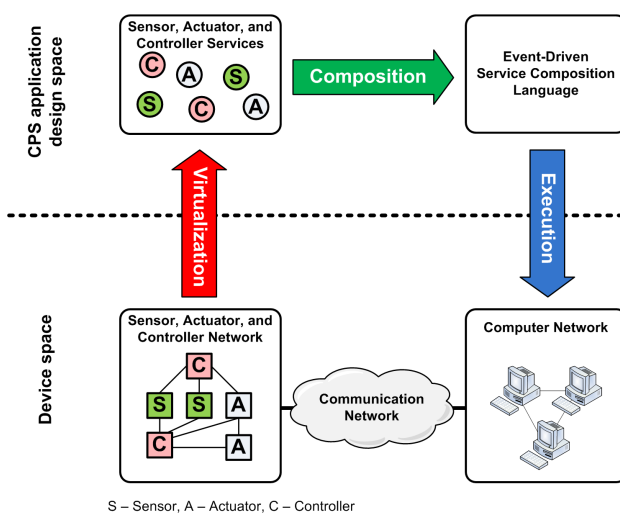 CPS application
design space
Sensor, Actuator, and
Controller Services
C
A
S
S
C
A
Composition
Event-Driven
Service Composition
Language
Virtualization
Execution
Device space
Sensor, Actuator, and
Controller Network
C
S S A
C A
Communication
Network
Computer Network
S – Sensor, A – Actuator, C – Controller